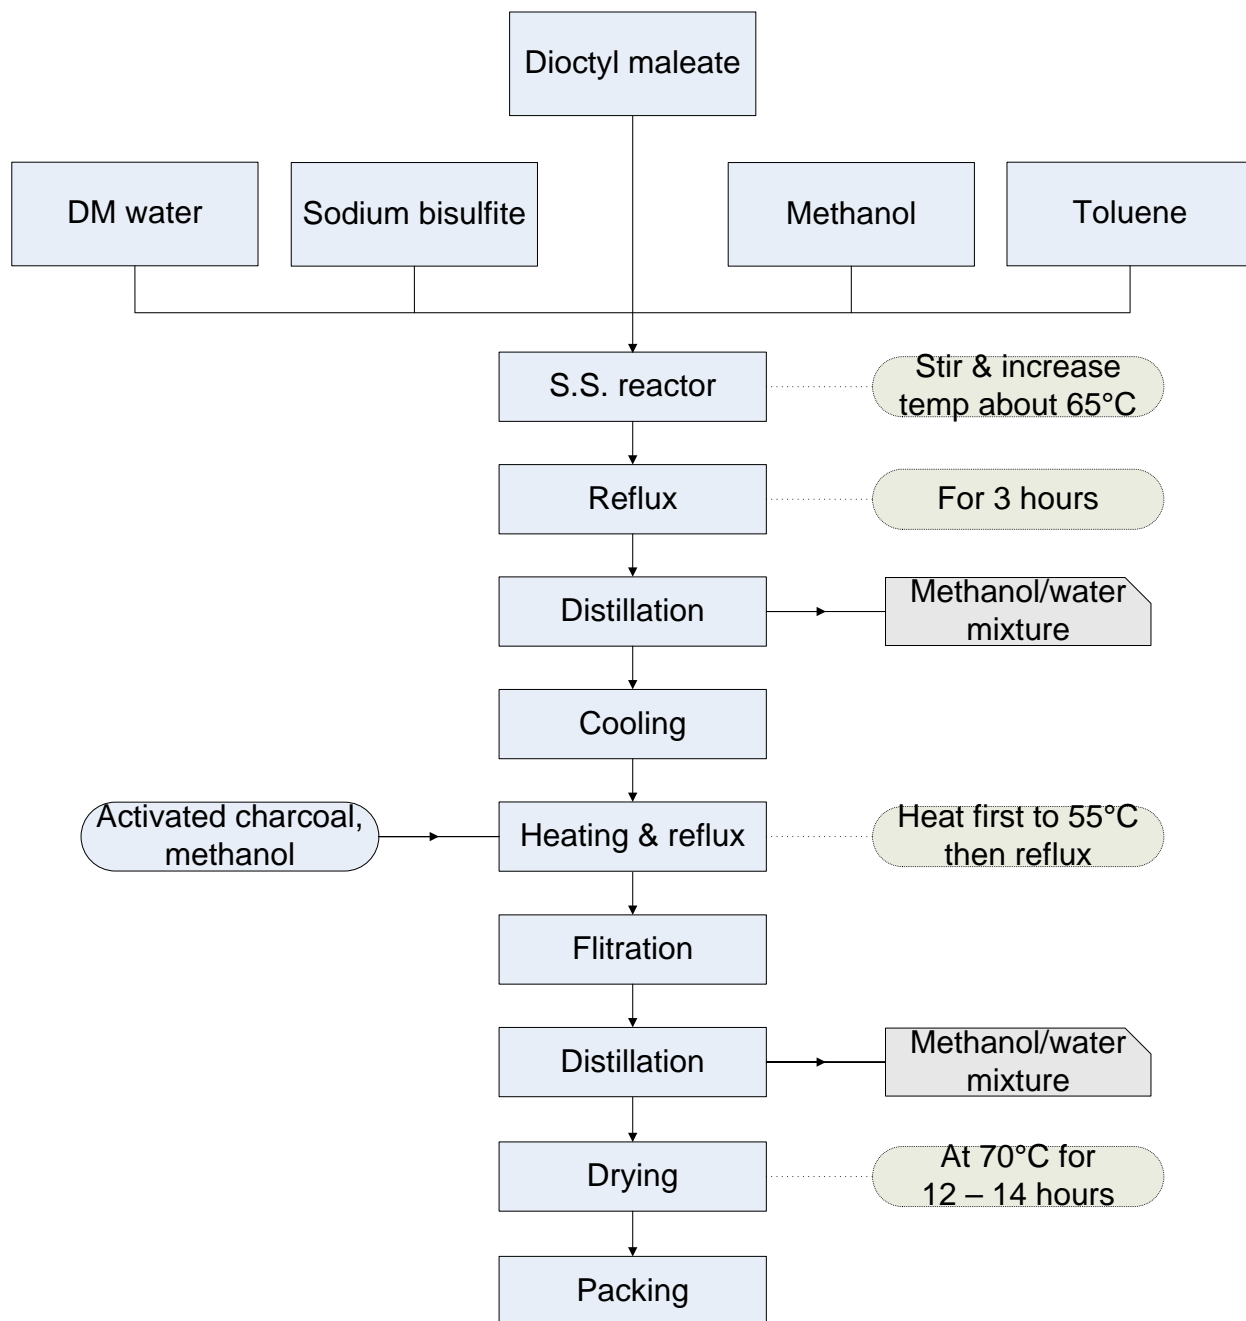 Dioctyl maleate
DM water
Sodium bisulfite
Methanol
Toluene
S.S. reactor
Stir & increase
temp about 65°C
Reflux
For 3 hours
Distillation
Methanol/water
mixture
Cooling
Activated charcoal,
methanol
Heating & reflux
Heat first to 55°C
then reflux
Flitration
Distillation
Methanol/water
mixture
Drying
At 70°C for
12 – 14 hours
Packing